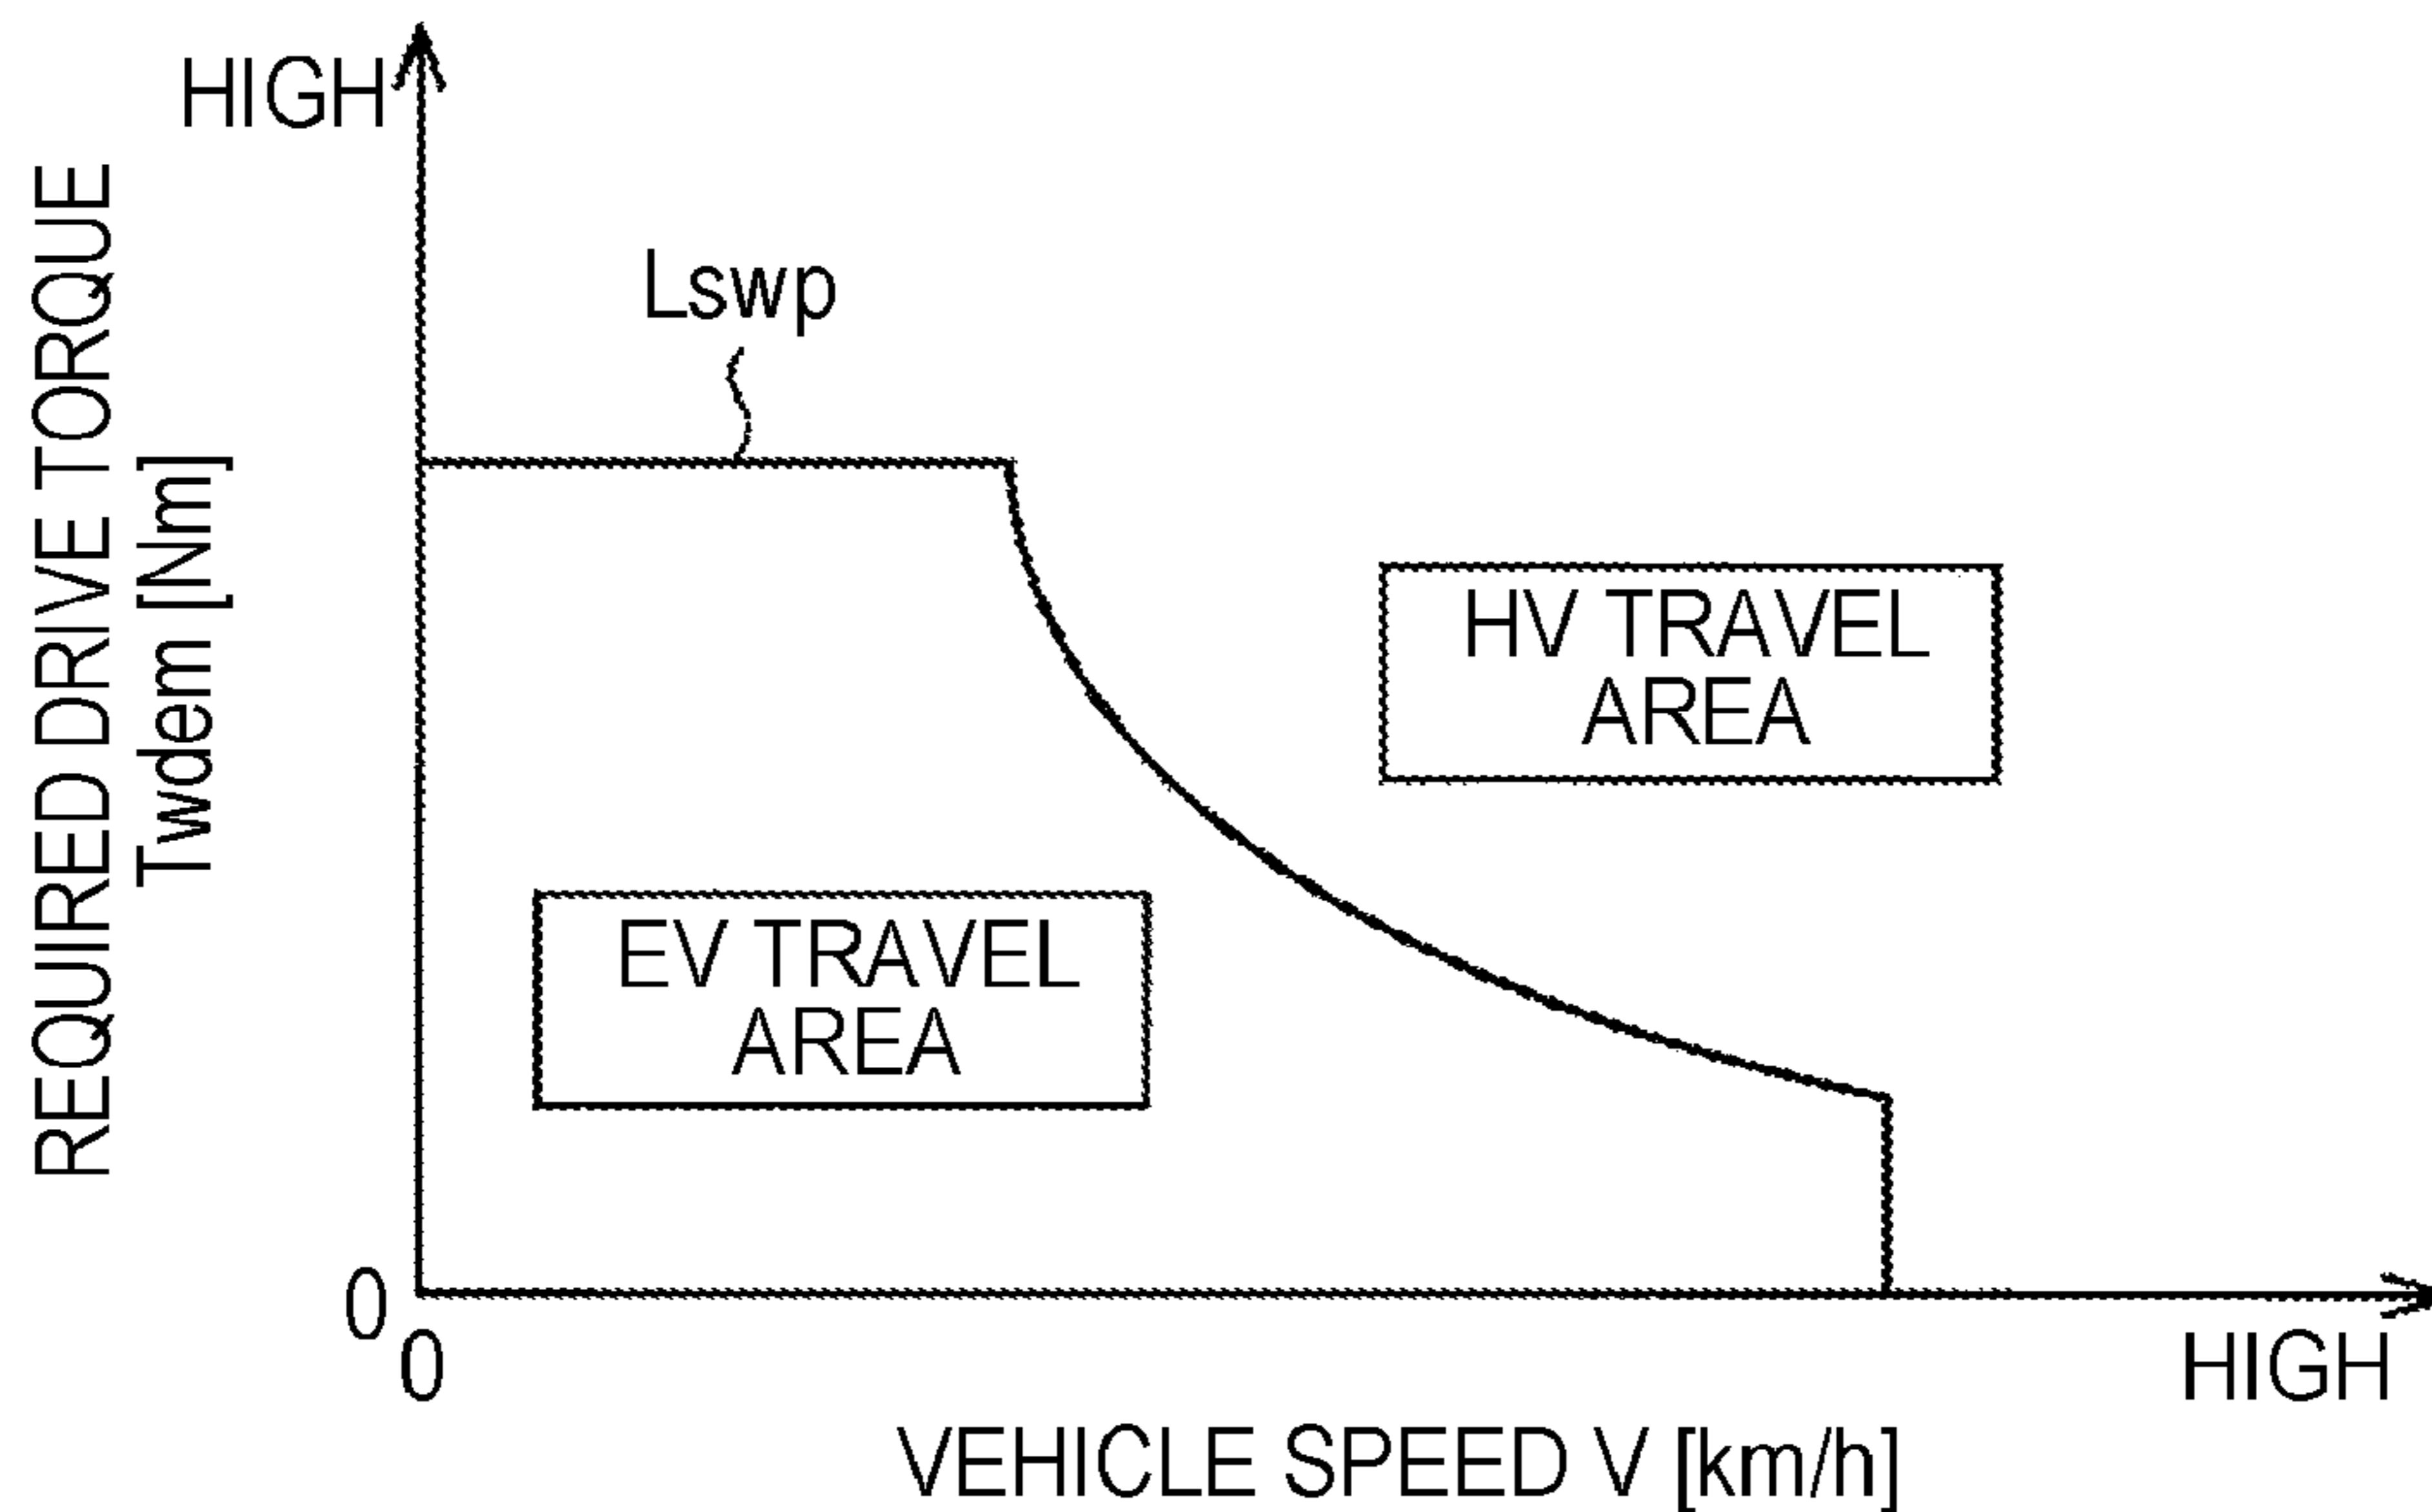 HIGH
REQUIRED DRIVE TORQUE
Twdem [Nm]
Lswp
HV TRAVEL
AREA
EV TRAVEL
AREA
0
0
HIGH
VEHICLE SPEED V [km/h]